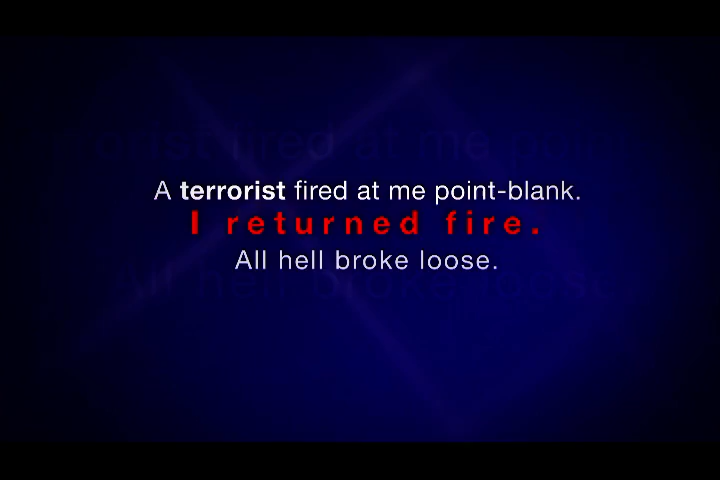 A terrorist fired at me point-blank.
I returned fire.
All hell broke loose.